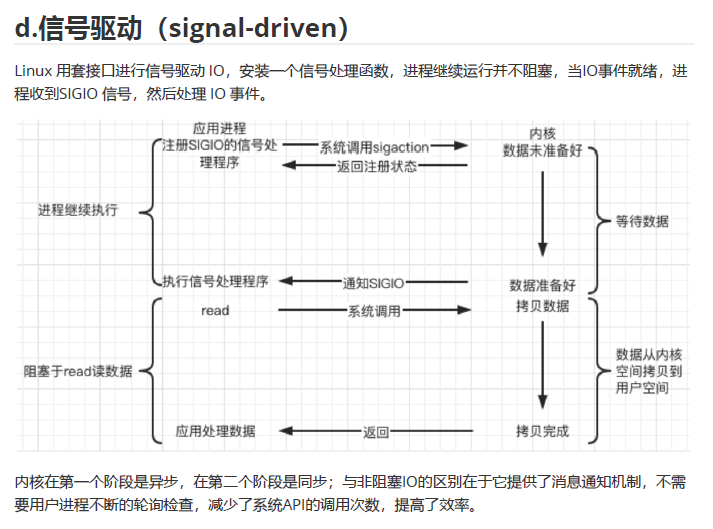 d.信号驱动（signal-driven）
Linux 用套接口进行信号驱动 IO，安装一个信号处理函数，进程继续运行并不阻塞，当IO事件就绪，进
程收到SIGIO 信号，然后处理 IO 事件。
应用进程
注册SIGIO的信号处
理程序
系统调用sigaction
返回注册状态
内核
数据未准备好
进程继续执行
等待数据
执行信号处理程序
通知SIGIO
数据准备好
read
系统调用
拷贝数据
阻塞于read读数据
数据从内核
空间拷贝到
用户空间
应用处理数据
返回
拷贝完成
内核在第一个阶段是异步，在第二个阶段是同步；与非阻塞IO的区别在于它提供了消息通知机制，不需
要用户进程不断的轮询检查，减少了系统API的调用次数，提高了效率。